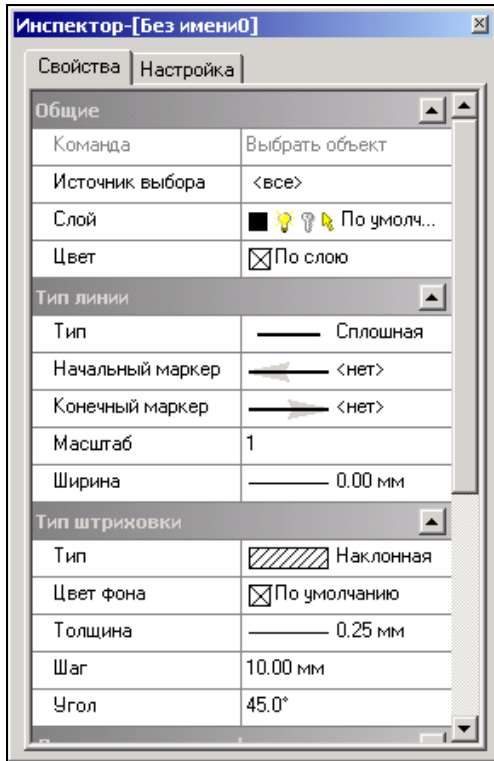 Инспектор-[Без имени0]
Свойства Настройка
Общие
Команда Выбрать объект
Источник выбора <все>
Слой По умолч...
Цвет По слою
Тип линии
Тип Сплошная
Начальный маркер <нет>
Конечный маркер <нет>
Масштаб 1
Ширина 0.00 мм
Тип штриховки
Тип Наклонная
Цвет фона По умолчанию
Толщина 0.25 мм
Шаг 10.00 мм
Угол 45.0°